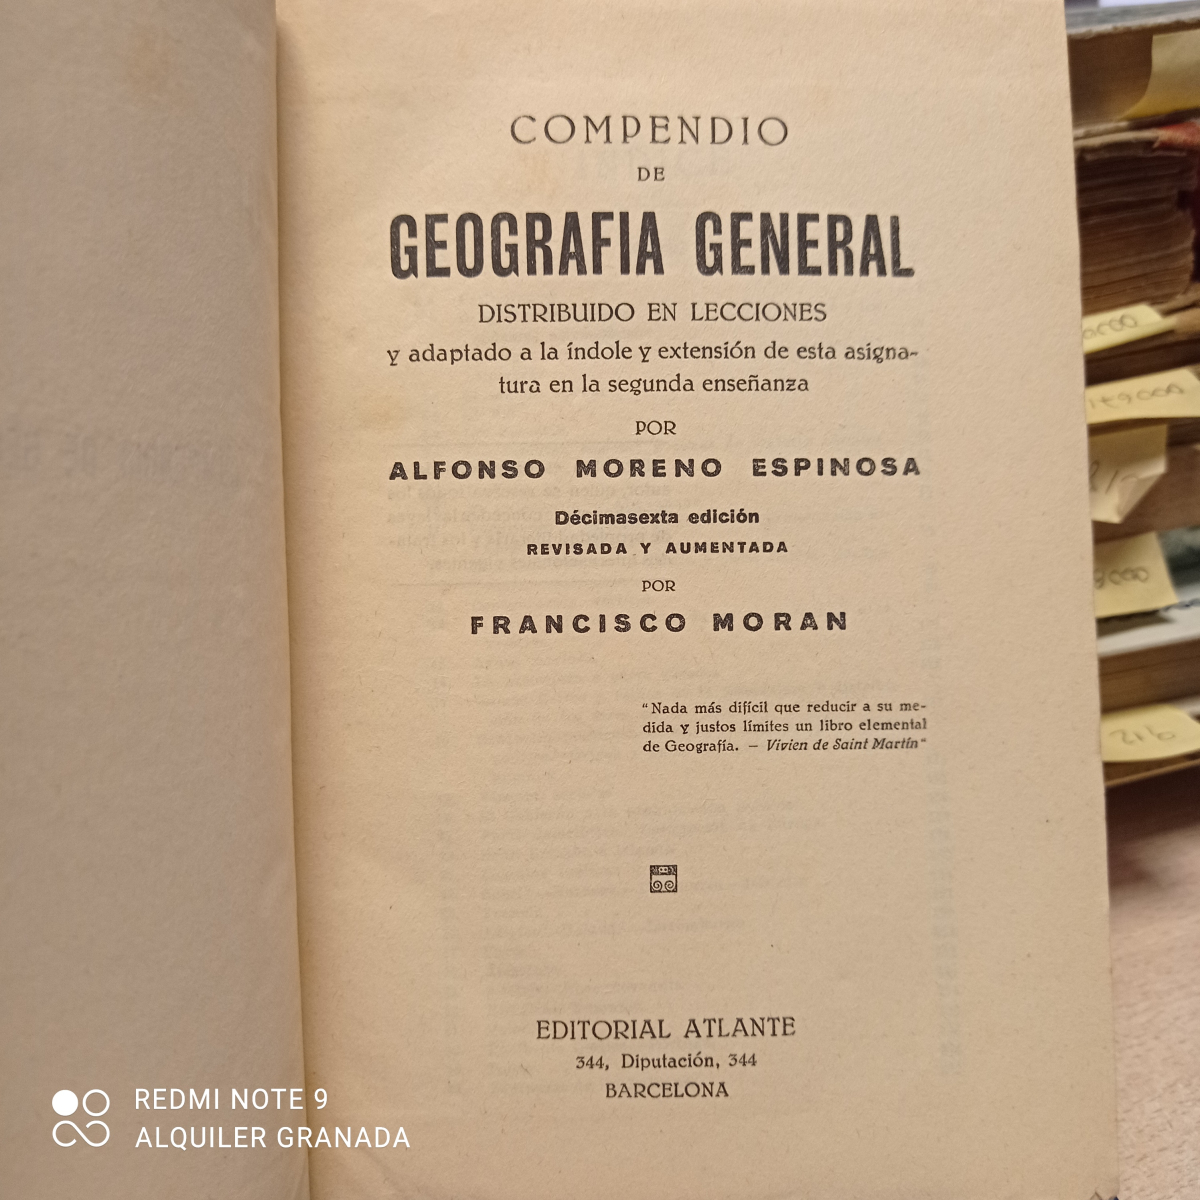 COMPENDIO
DE
GEOGRAFIA GENERAL
DISTRIBUIDO EN LECCIONES
y adaptado a la índole y extensión de esta asigna-
tura en la segunda enseñanza
POR
ALFONSO MORENO ESPINOSA
Décimasexta edición
REVISADA Y AUMENTADA
POR
FRANCISCO MORAN
“Nada más difícil que reducir a su me-
dida y justos límites un libro elemental
de Geografía. — Vivien de Saint Martín“
EDITORIAL ATLANTE
344, Diputación, 344
BARCELONA
REDMI NOTE 9
ALQUILER GRANADA